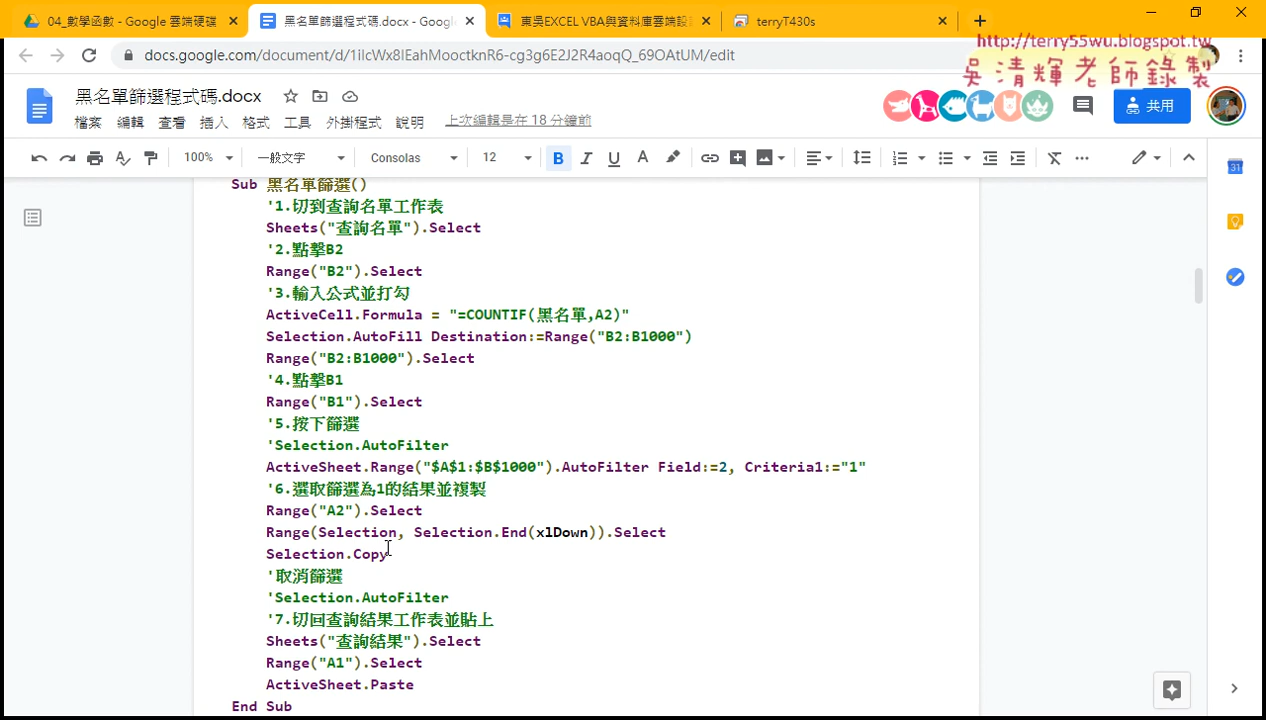 04_數學函數 - Google 雲端硬碟
黑名單篩選程式碼.docx - Googl
東吳EXCEL VBA與資料庫雲端設
terryT430s
docs.google.com/document/d/1iIcWx8IEahMooctknR6-cg3g6E2J2R4aoqQ_69OAtUM/edit
http://terry55wu.blogspot.tw
吳清輝老師錄製
黑名單篩選程式碼.docx
檔案 編輯 查看 插入 格式 工具 外掛程式 說明 上次編輯是在 18 分鐘前
共用
100% 一般文字 Consolas 12 B I U A
31
Sub 黑名單篩選()
'1.切到查詢名單工作表
Sheets("查詢名單").Select
'2.點擊B2
Range("B2").Select
'3.輸入公式並打勾
ActiveCell.Formula = "=COUNTIF(黑名單,A2)"
Selection.AutoFill Destination:=Range("B2:B1000")
Range("B2:B1000").Select
'4.點擊B1
Range("B1").Select
'5.按下篩選
'Selection.AutoFilter
ActiveSheet.Range("$A$1:$B$1000").AutoFilter Field:=2, Criteria1:="1"
'6.選取篩選為1的結果並複製
Range("A2").Select
Range(Selection, Selection.End(xlDown)).Select
Selection.Copy
'取消篩選
'Selection.AutoFilter
'7.切回查詢結果工作表並貼上
Sheets("查詢結果").Select
Range("A1").Select
ActiveSheet.Paste
End Sub